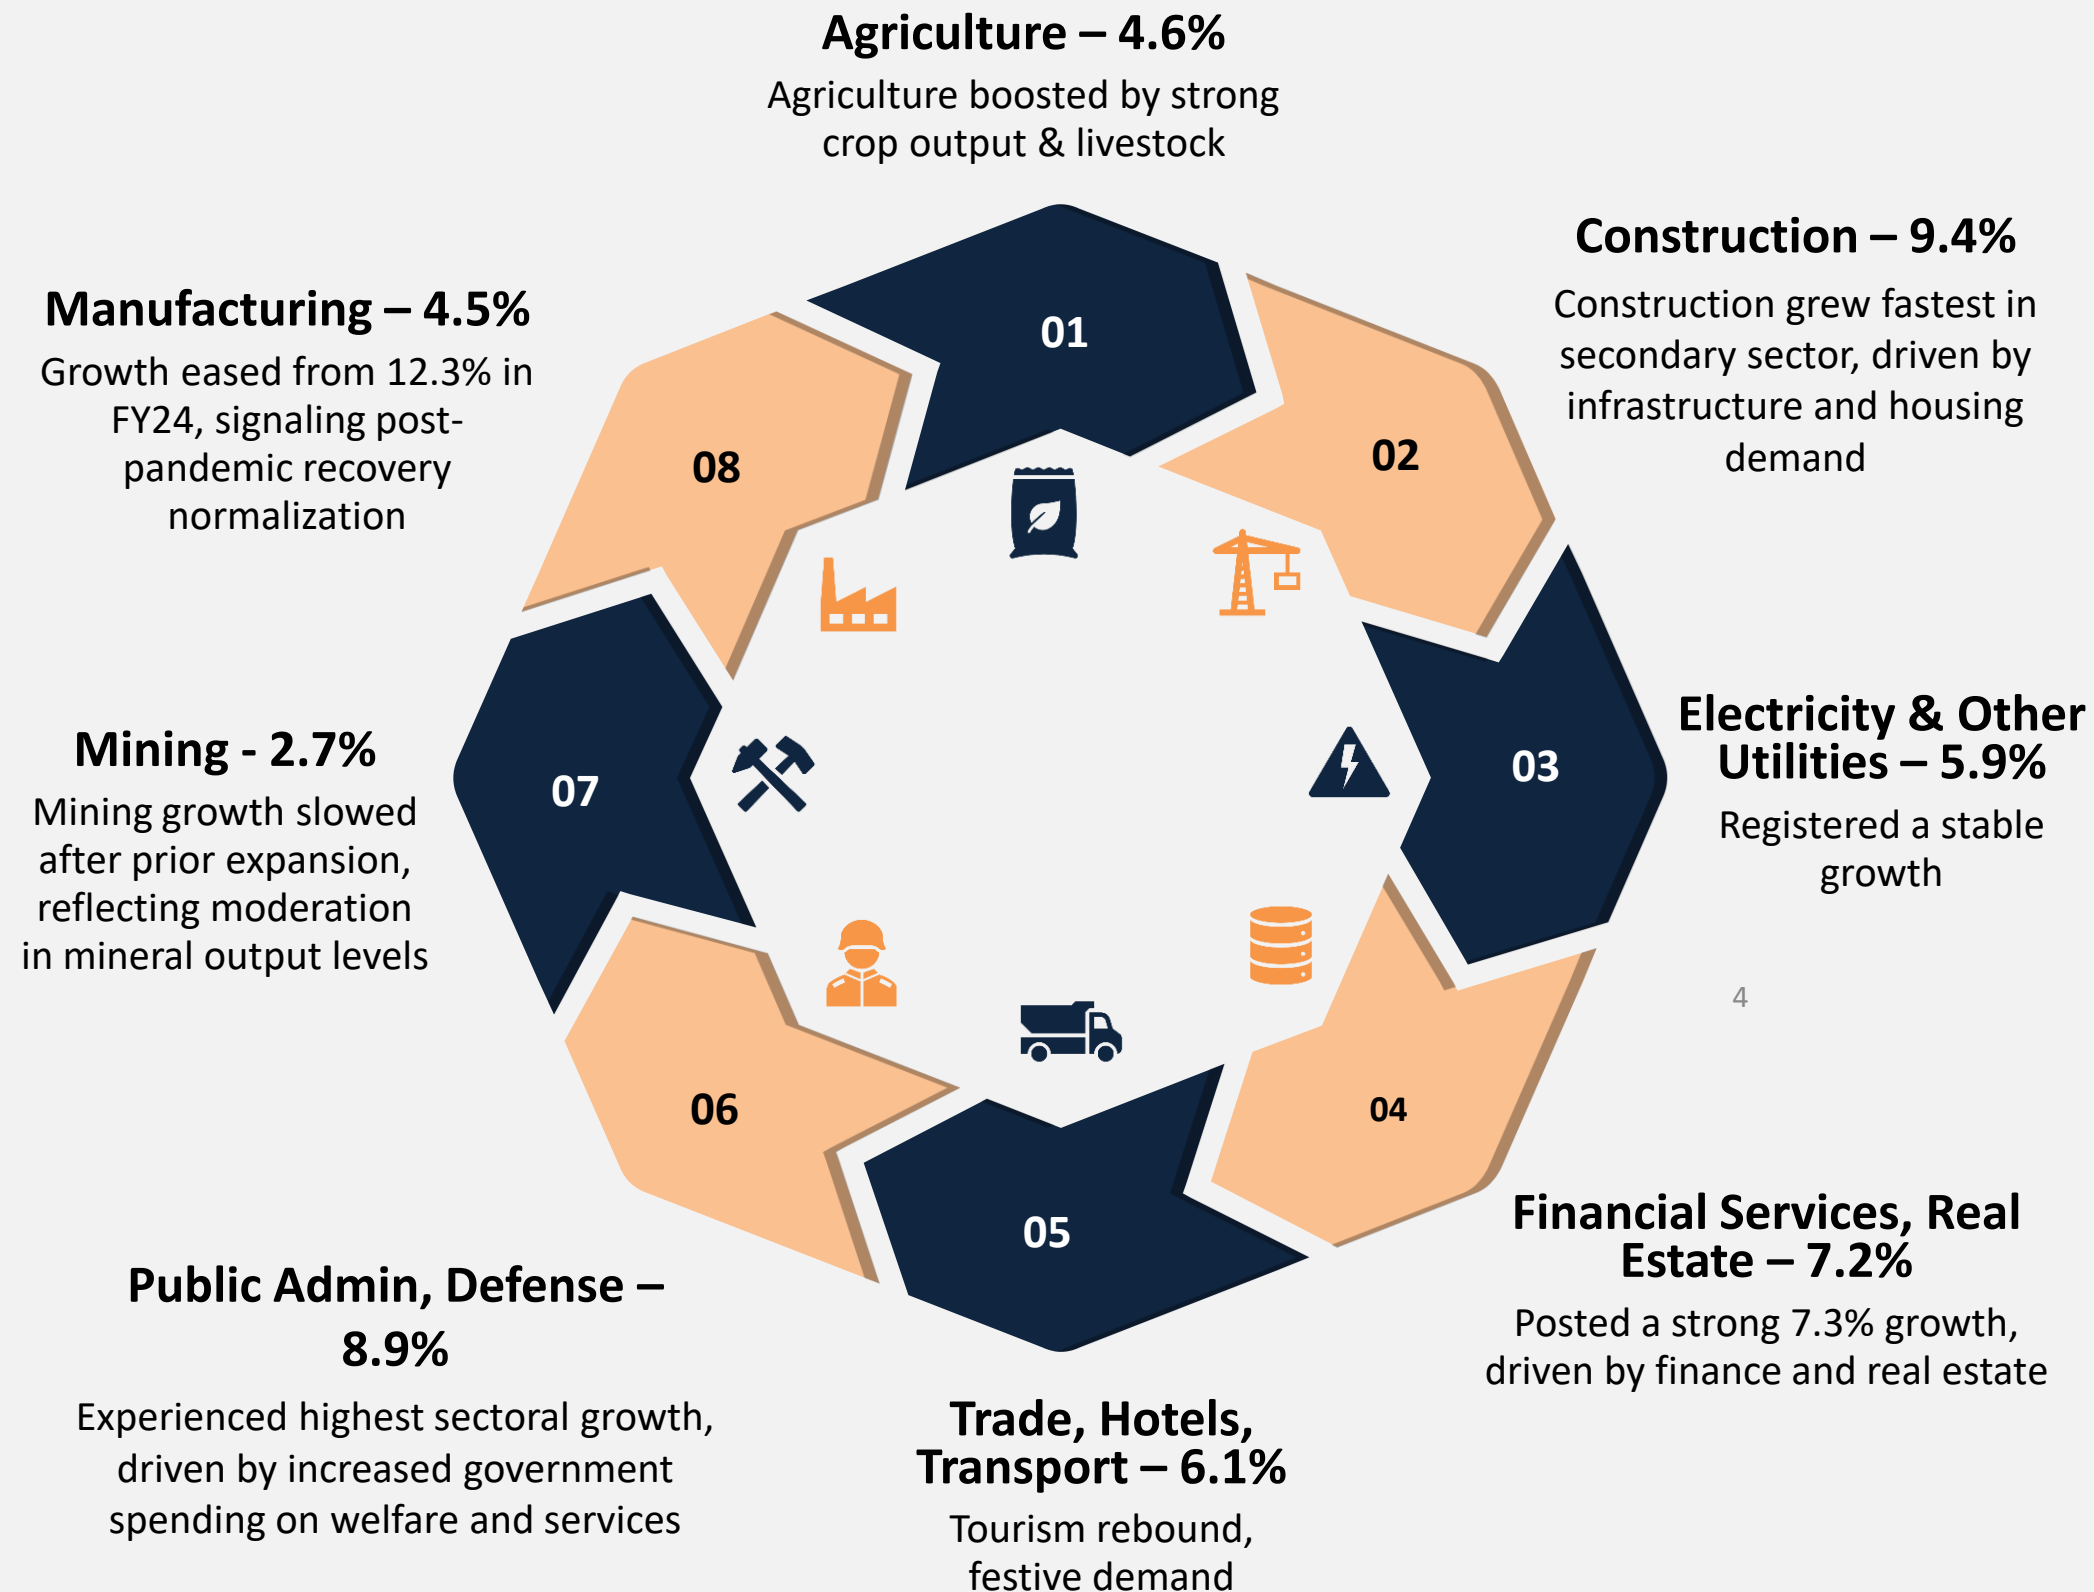 Agriculture – 4.6%
Agriculture boosted by strong
crop output & livestock
01
Construction – 9.4%
Construction grew fastest in
secondary sector, driven by
infrastructure and housing
demand
02
Electricity & Other
Utilities – 5.9%
Registered a stable
growth
03
4
Financial Services, Real
Estate – 7.2%
Posted a strong 7.3% growth,
driven by finance and real estate
04
Trade, Hotels,
Transport – 6.1%
Tourism rebound,
festive demand
05
Public Admin, Defense –
8.9%
Experienced highest sectoral growth,
driven by increased government
spending on welfare and services
06
Mining - 2.7%
Mining growth slowed
after prior expansion,
reflecting moderation
in mineral output levels
07
Manufacturing – 4.5%
Growth eased from 12.3% in
FY24, signaling post-
pandemic recovery
normalization
08